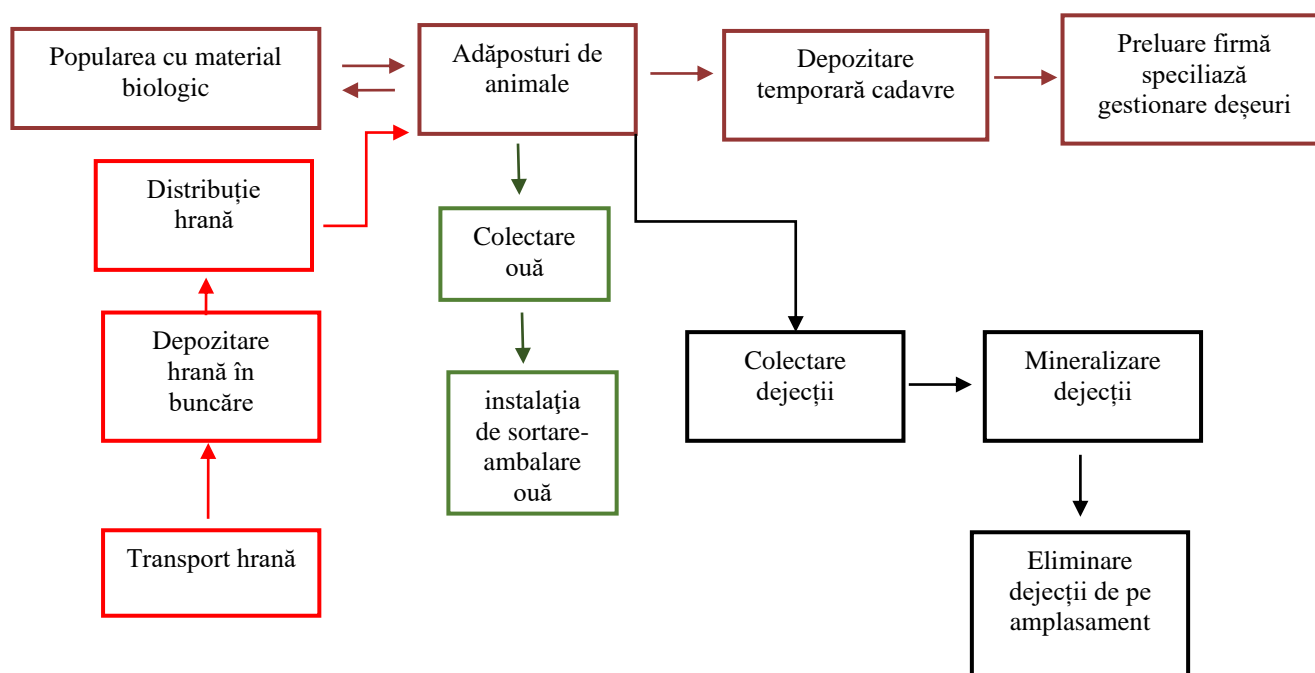 Popularea cu material
biologic
Adăposturi de
animale
Depozitare
temporară cadavre
Preluare firmă
speciliază
gestionare deșeuri
Distribuție
hrană
Colectare
ouă
Depozitare
hrană în
buncăre
Colectare
dejecții
Mineralizare
dejecții
instalaţia
de sortare-
ambalare
ouă
Transport hrană
Eliminare
dejecții de pe
amplasament